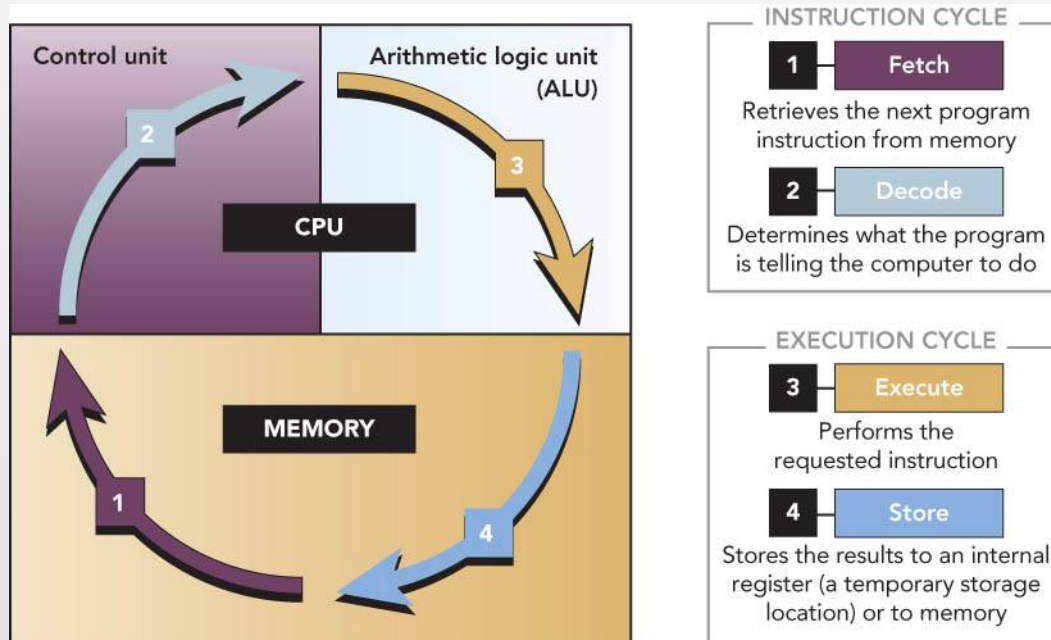 Control unit
Arithmetic logic unit
(ALU)
2
3
CPU
MEMORY
1
4
INSTRUCTION CYCLE
1 Fetch
Retrieves the next program
instruction from memory
2 Decode
Determines what the program
is telling the computer to do
EXECUTION CYCLE
3 Execute
Performs the
requested instruction
4 Store
Stores the results to an internal
register (a temporary storage
location) or to memory